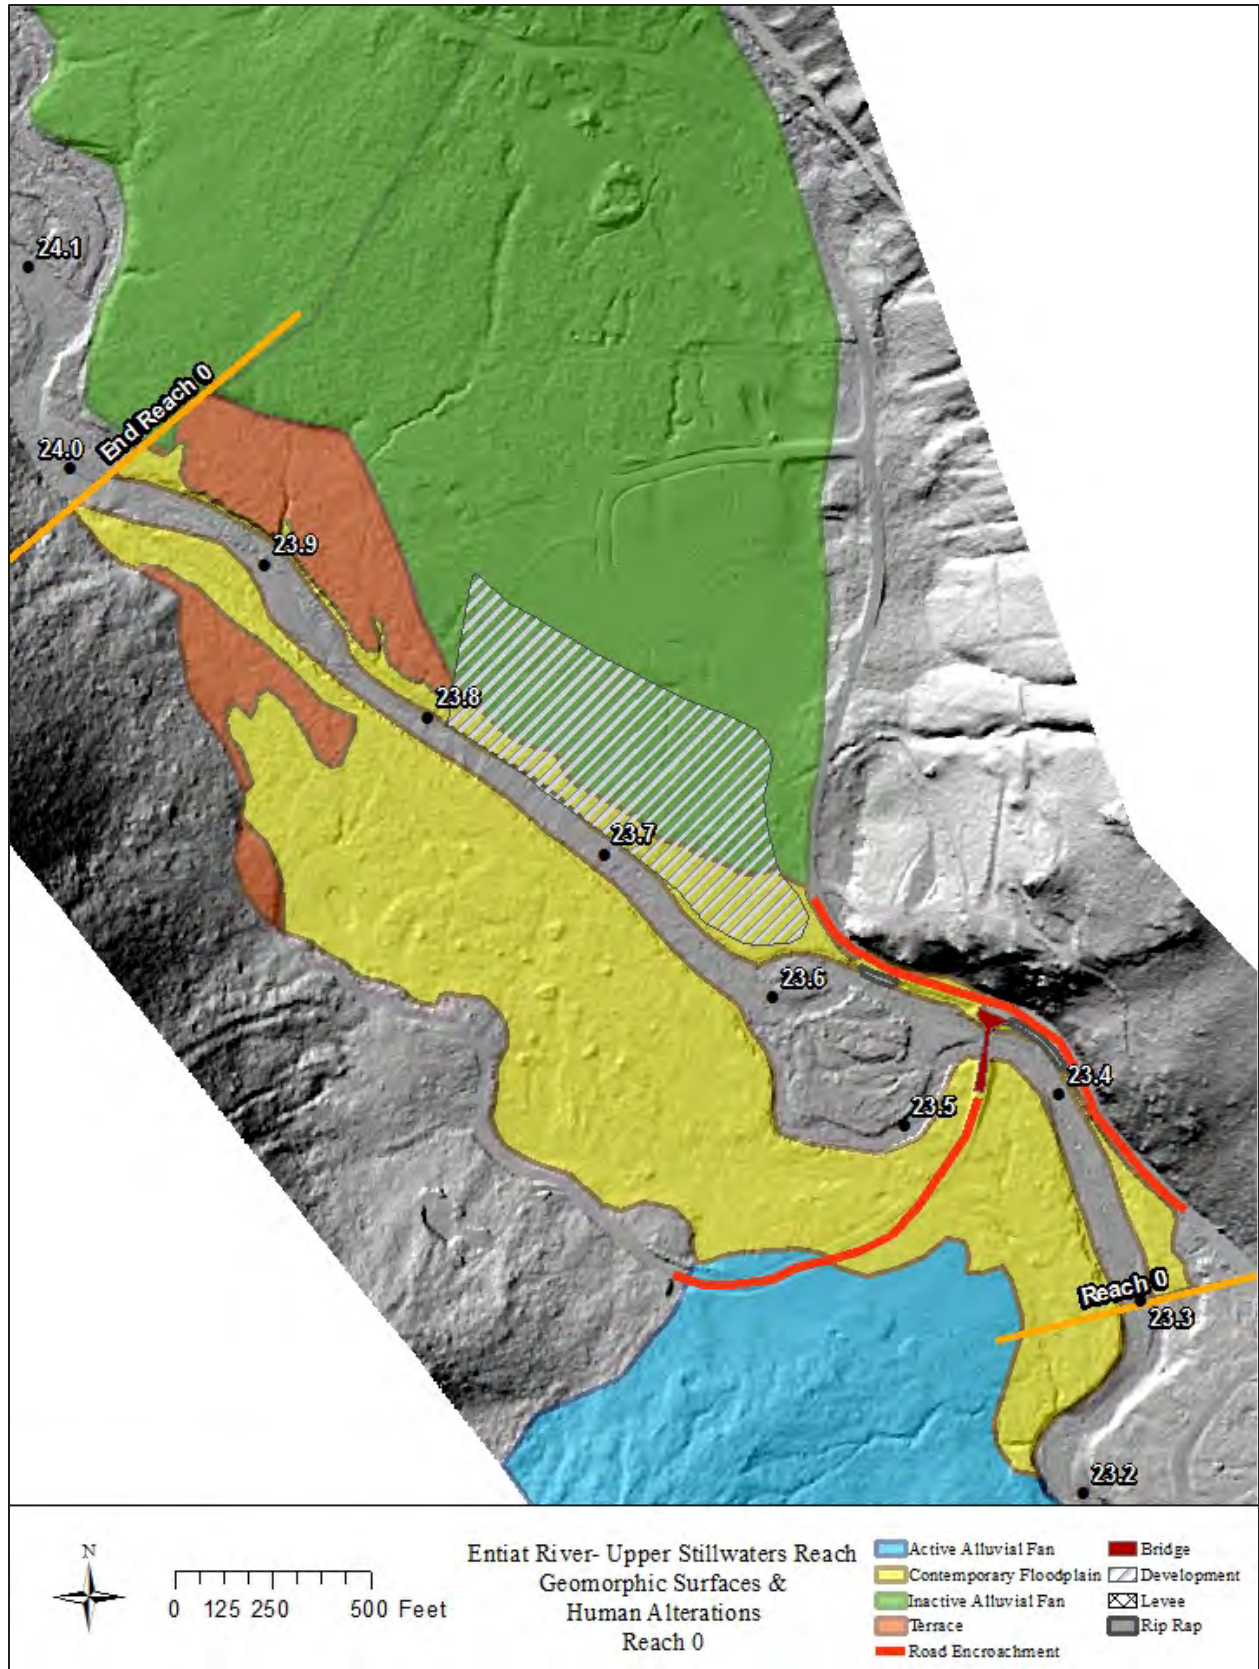 24.1
End Reach 0
24.0
23.9
23.8
23.7
23.6
23.4
23.5
Reach 0
23.3
23.2
N
0 125 250 500 Feet
Entiat River- Upper Stillwaters Reach
Geomorphic Surfaces &
Human Alterations
Reach 0
Active Alluvial Fan
Contemporary Floodplain
Inactive Alluvial Fan
Terrace
Road Encroachment
Bridge
Development
Levee
Rip Rap